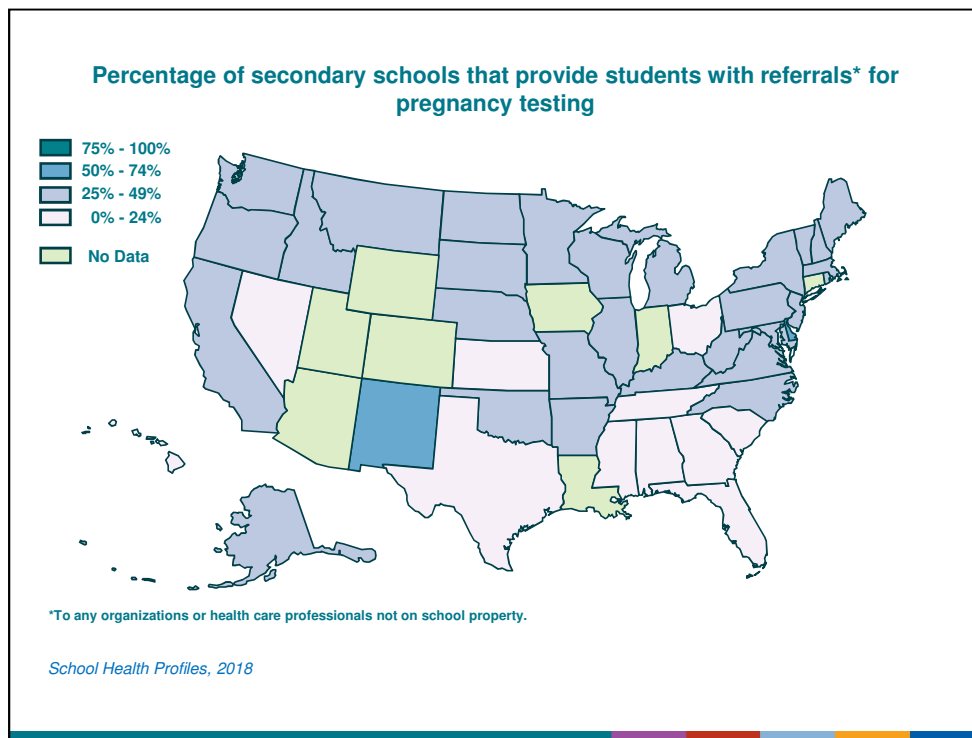 Percentage of secondary schools that provide students with referrals* for
pregnancy testing
75% - 100%
50% - 74%
25% - 49%
0% - 24%
No Data
*To any organizations or health care professionals not on school property.
School Health Profiles, 2018